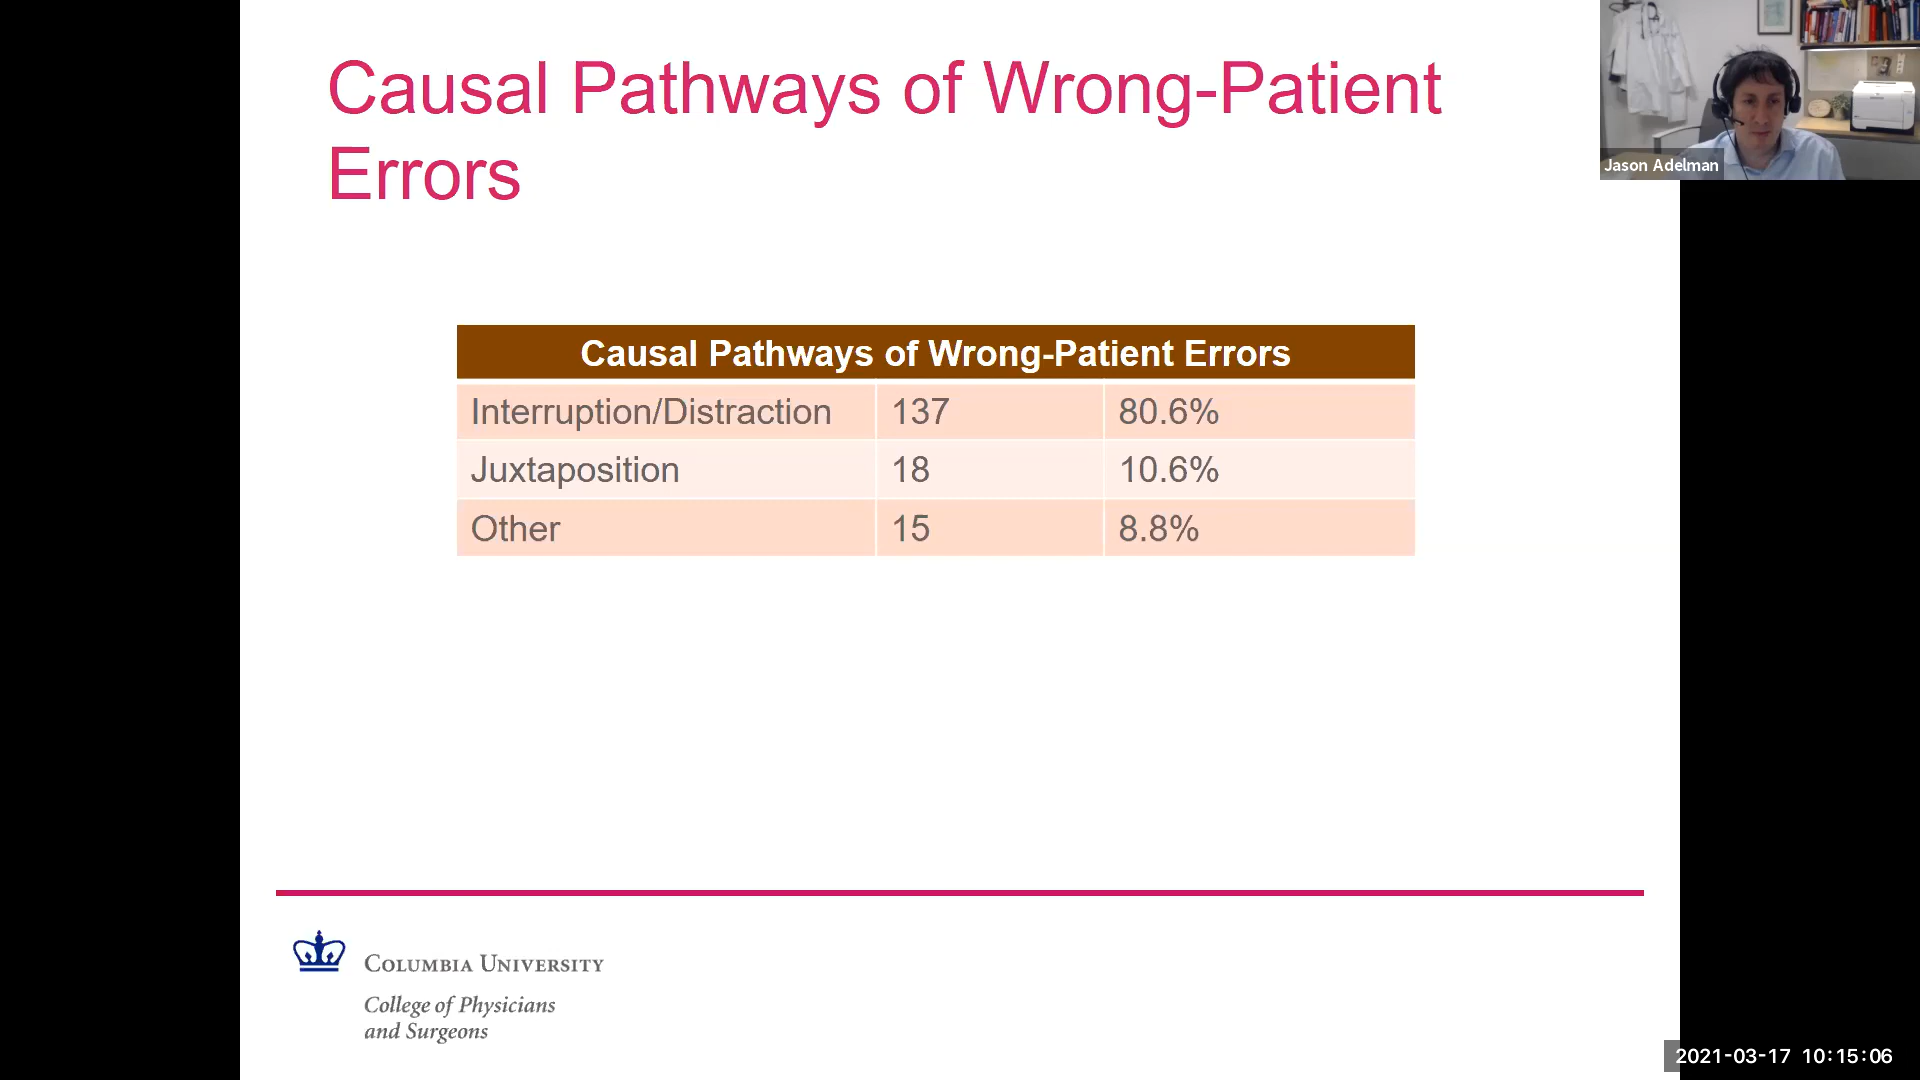 Causal Pathways of Wrong-Patient
Errors
Jason Adelman
Causal Pathways of Wrong-Patient Errors
Interruption/Distraction 137 80.6%
Juxtaposition 18 10.6%
Other 15 8.8%
COLUMBIA UNIVERSITY
College of Physicians
and Surgeons
2021-03-17 10:15:06